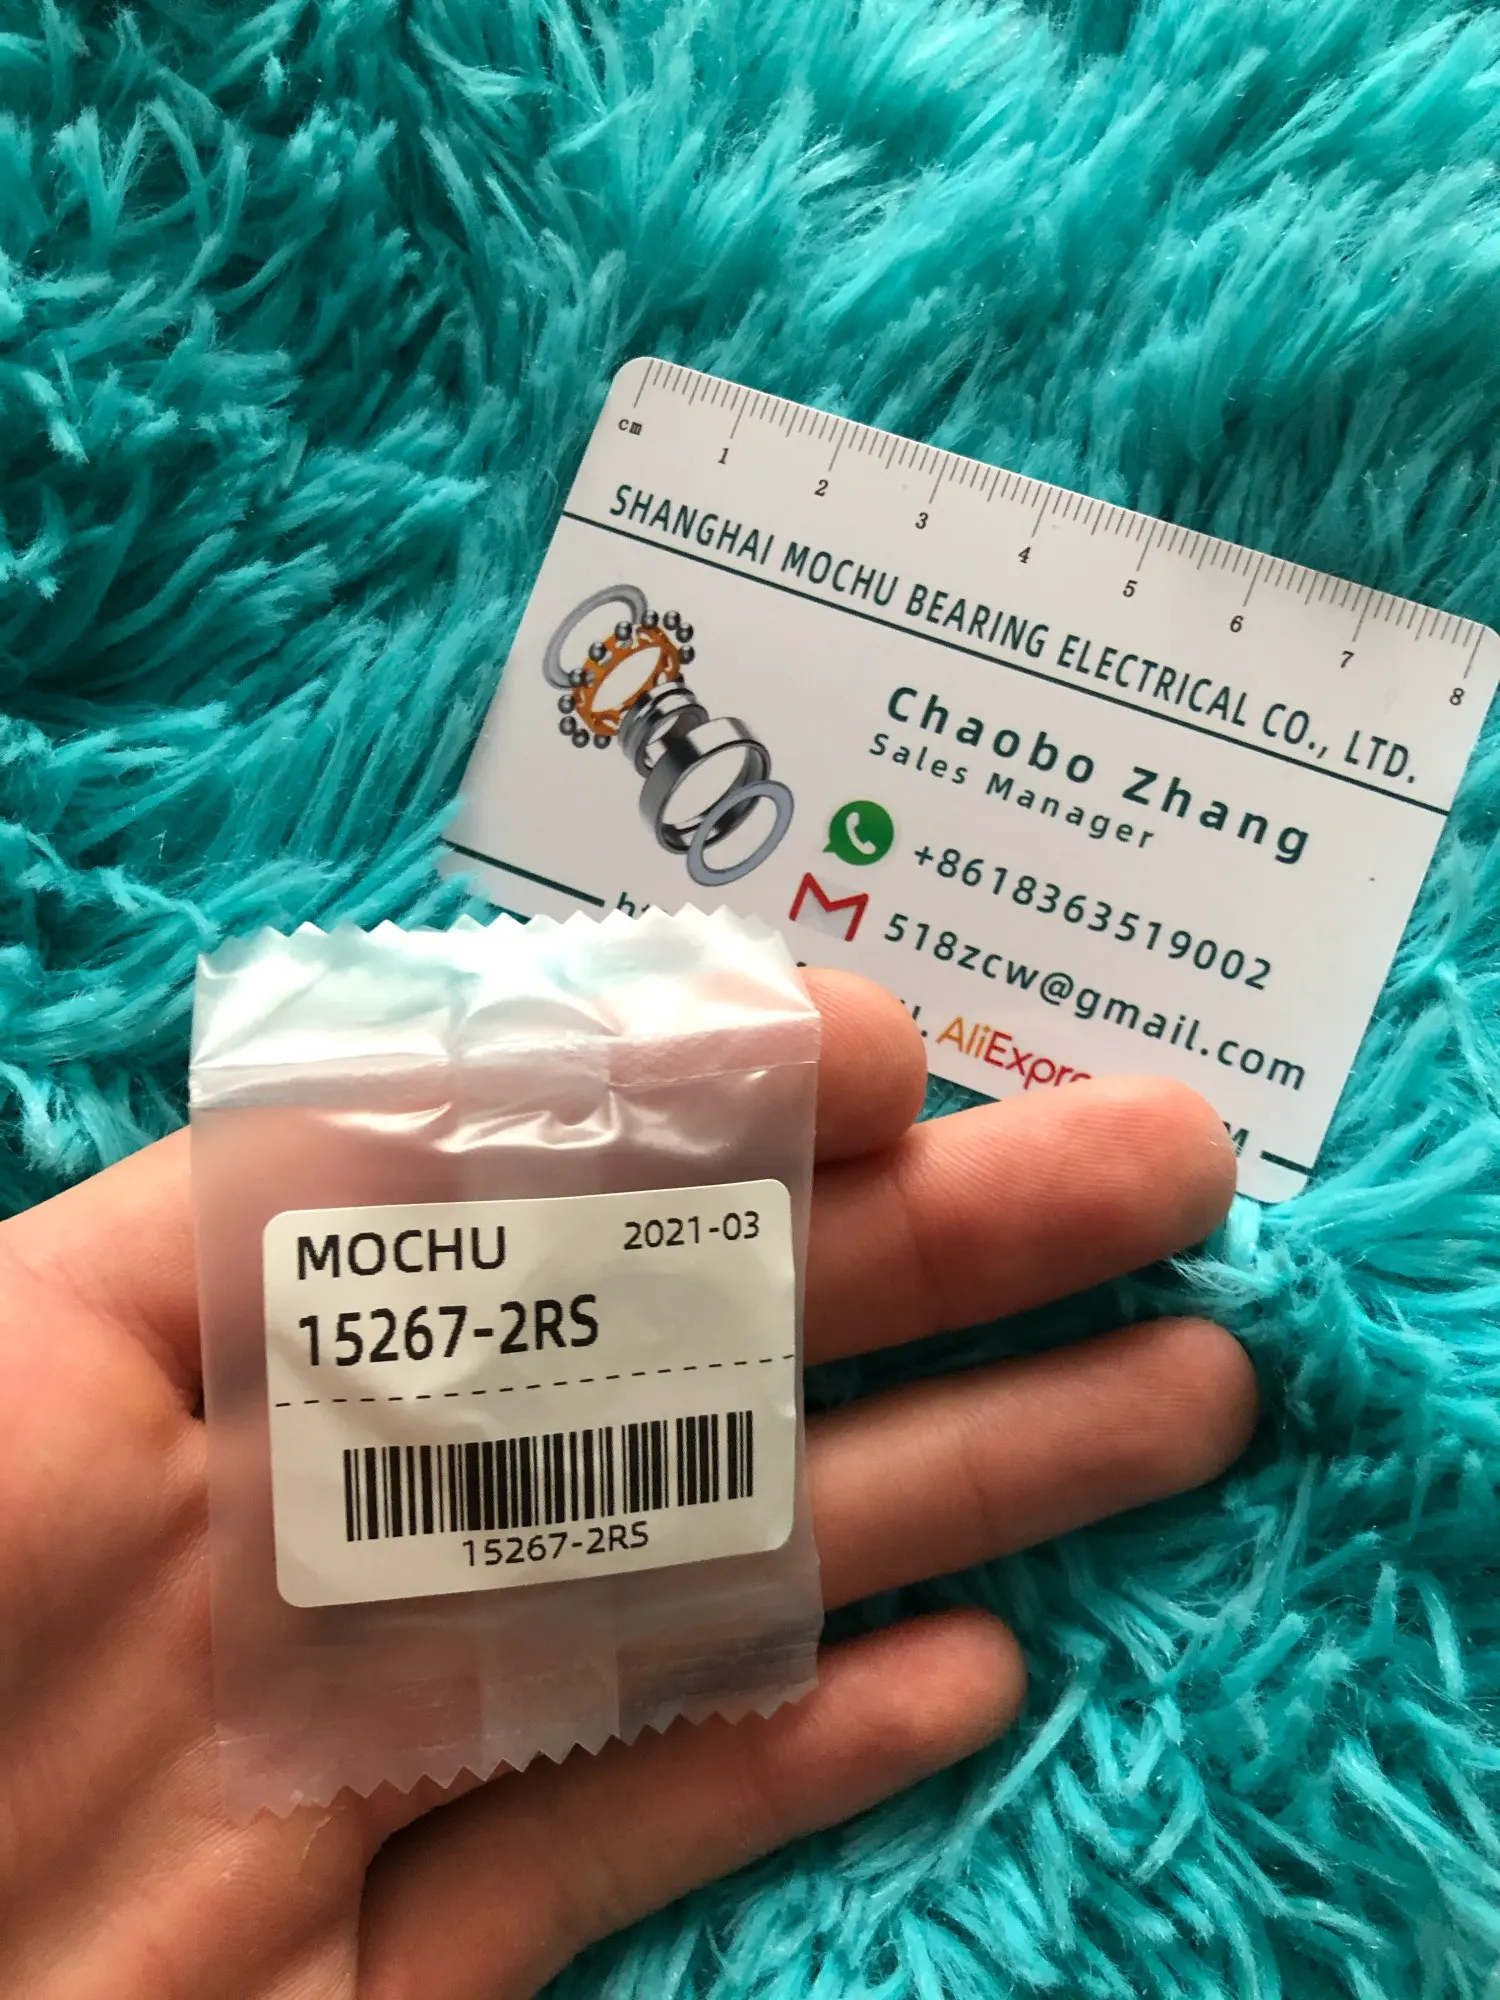 cm 1 2 3 4 5 6 7 8
SHANGHAI MOCHU BEARING ELECTRICAL CO., LTD.
Chaobo Zhang
Sales Manager
+8618363519002
518zcw@gmail.com
MOCHU 2021-03
15267-2RS
15267-2RS